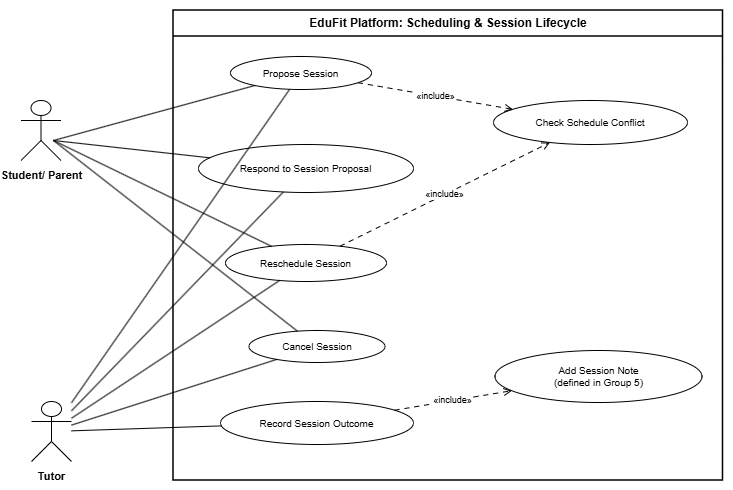 EduFit Platform: Scheduling & Session Lifecycle
Propose Session
«include»
Check Schedule Conflict
Student/ Parent
Respond to Session Proposal
«include»
Reschedule Session
Cancel Session
Add Session Note
(defined in Group 5)
«include»
Record Session Outcome
Tutor